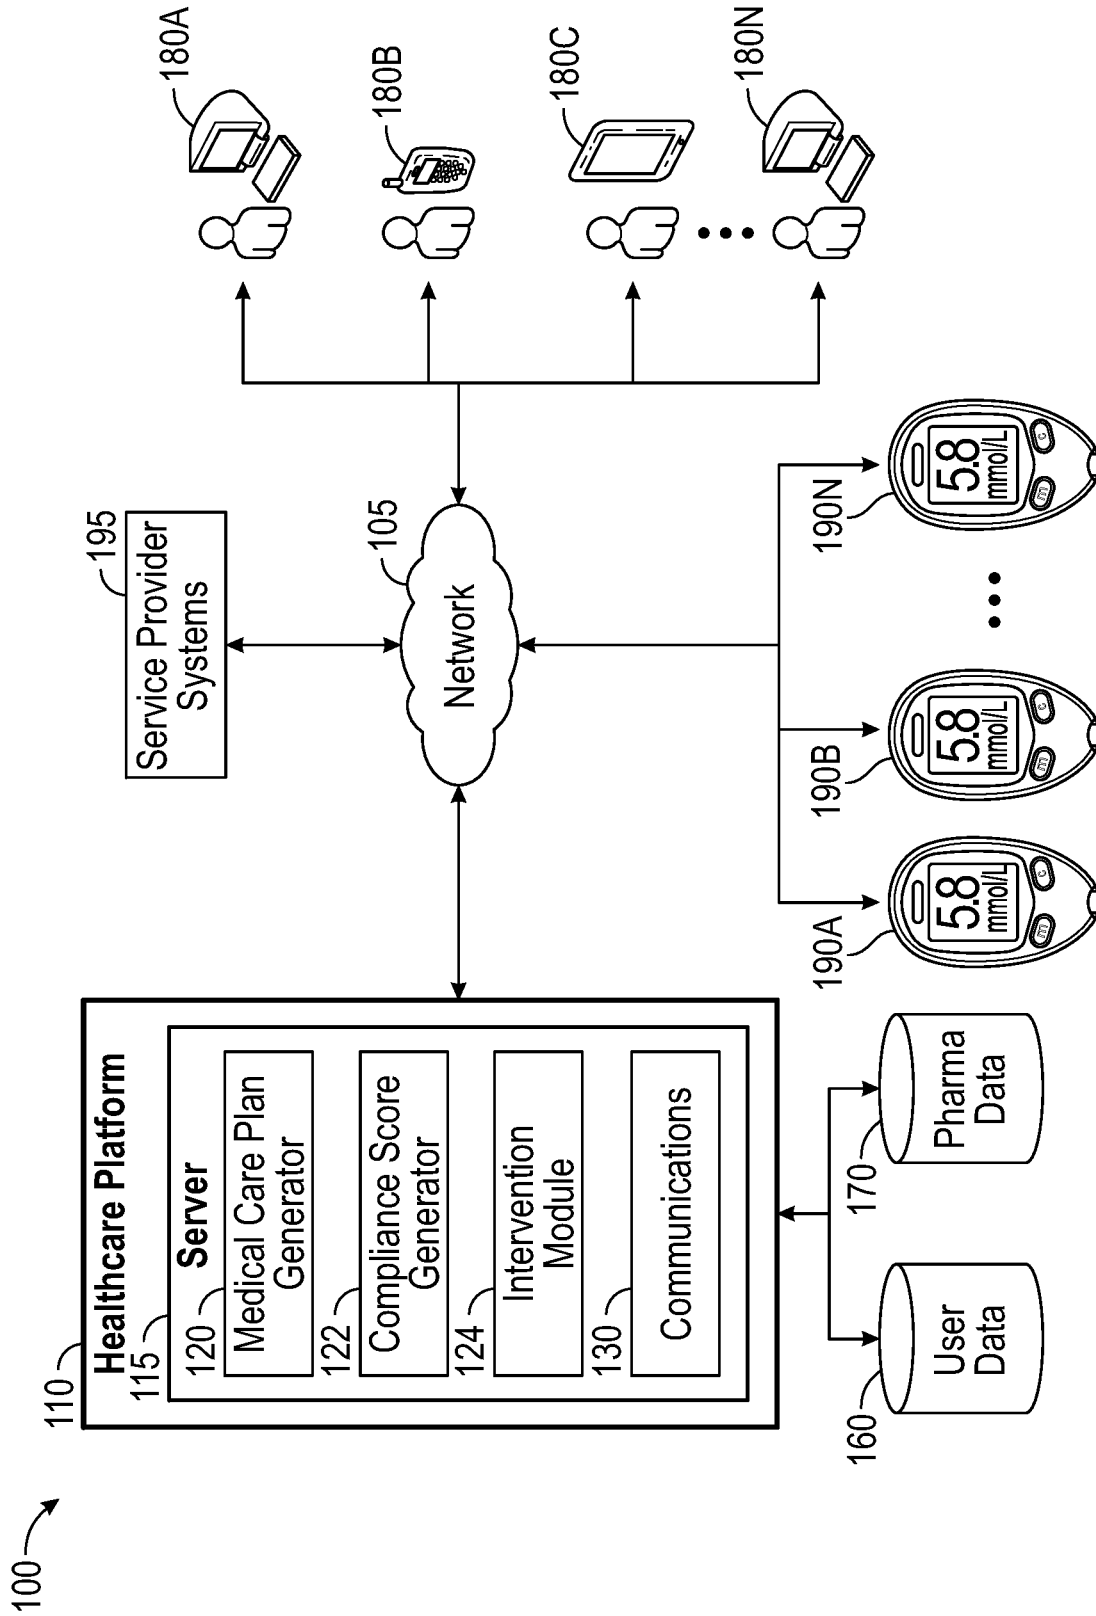 100
110
Healthcare Platform
115
Server
120
Medical Care Plan
Generator
122
Compliance Score
Generator
124
Intervention
Module
130
Communications
160
User
Data
170
Pharma
Data
195
Service Provider
Systems
105
Network
180A
180B
180C
180N
190A
5.8
mmol/L
m
c
190B
5.8
mmol/L
m
c
190N
5.8
mmol/L
m
c